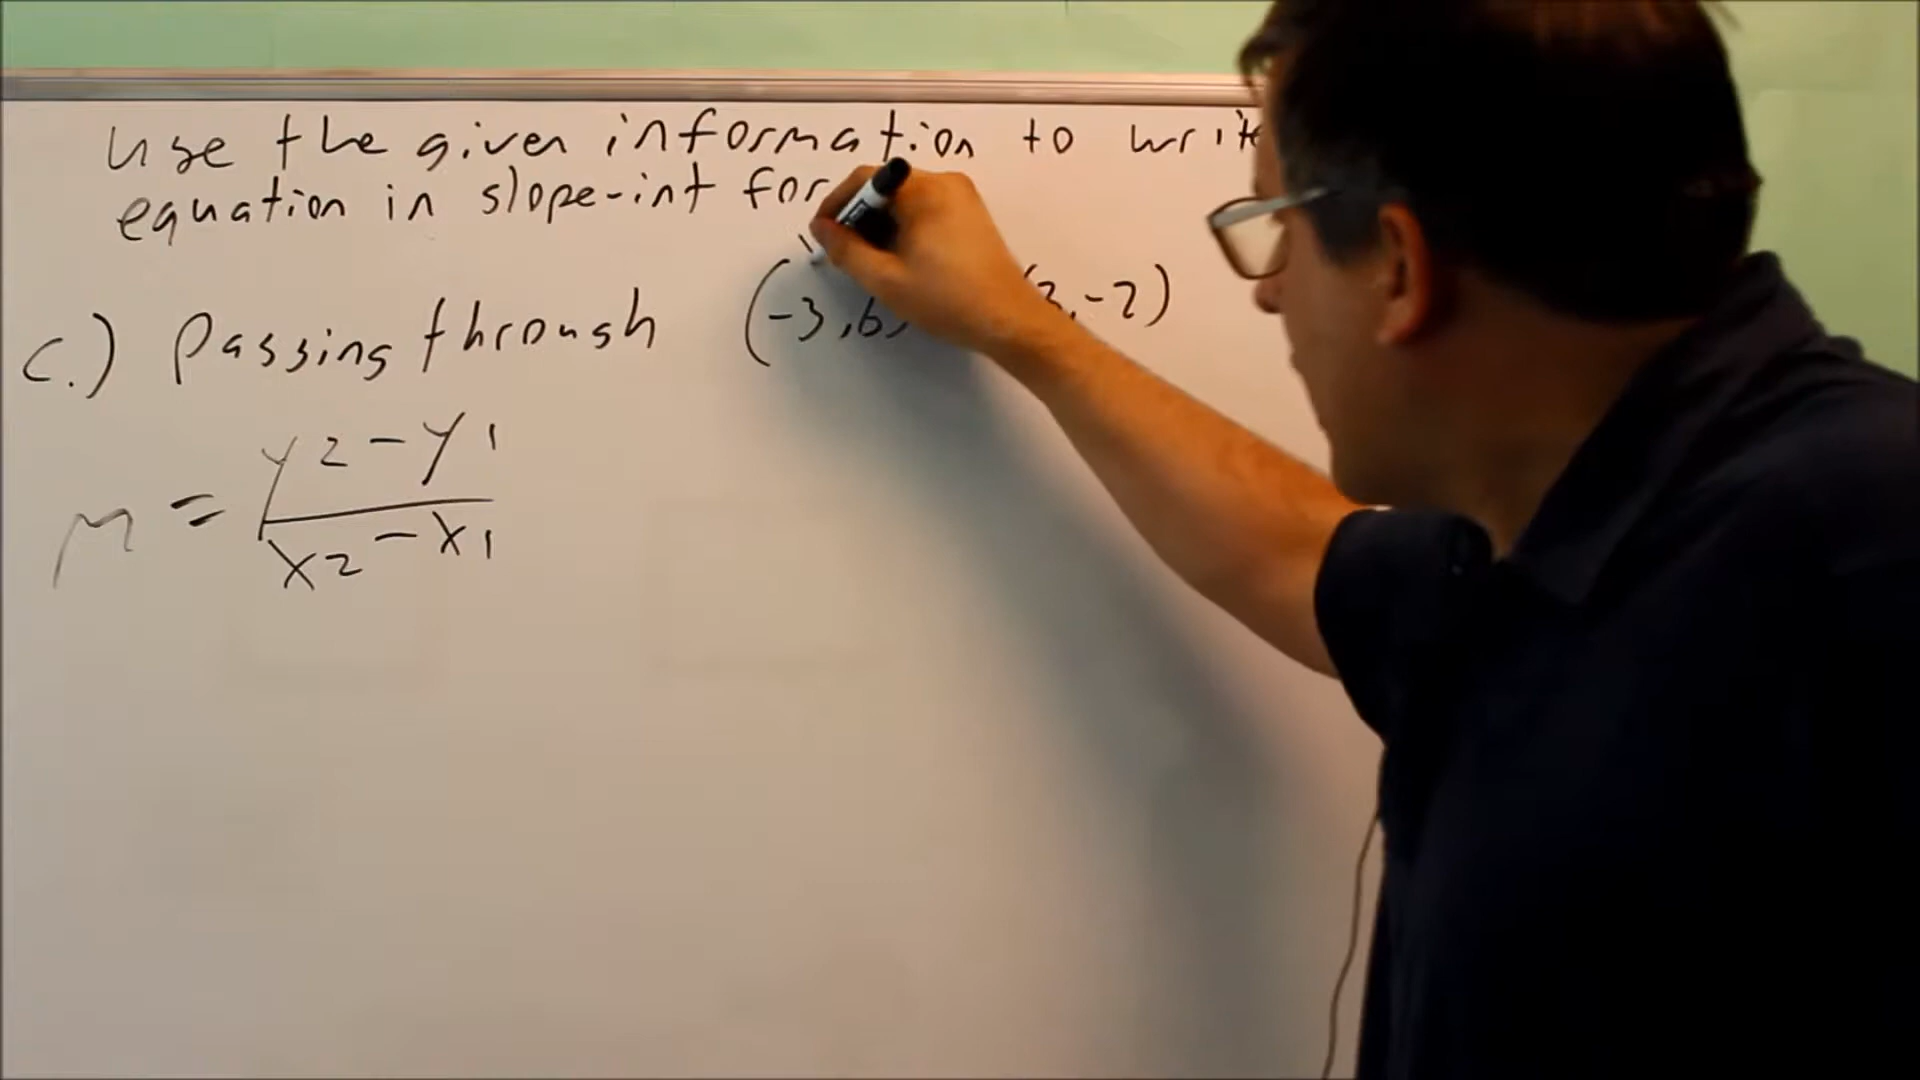 use the given information to write
equation in slope-int for
c.) Passing through (-3,6, -2)
m = y2-y1
x2-x1